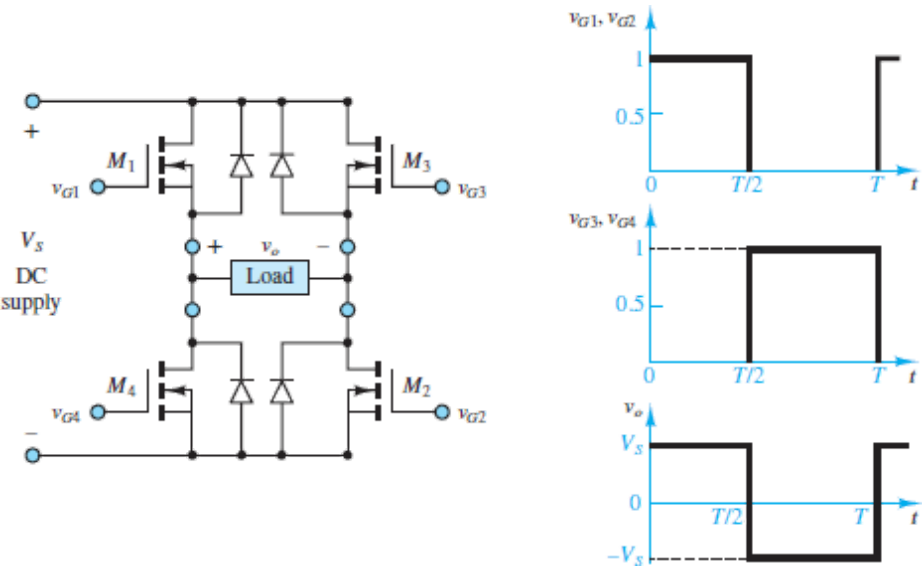 +
M1
M3
vG1
vG3
VS
DC
supply
+ vo −
Load
M4
M2
vG4
vG2
−
vG1, vG2
1
0.5
0 T/2 T t
vG3, vG4
1
0.5
0 T/2 T t
vo
VS
0
T/2 T t
−VS